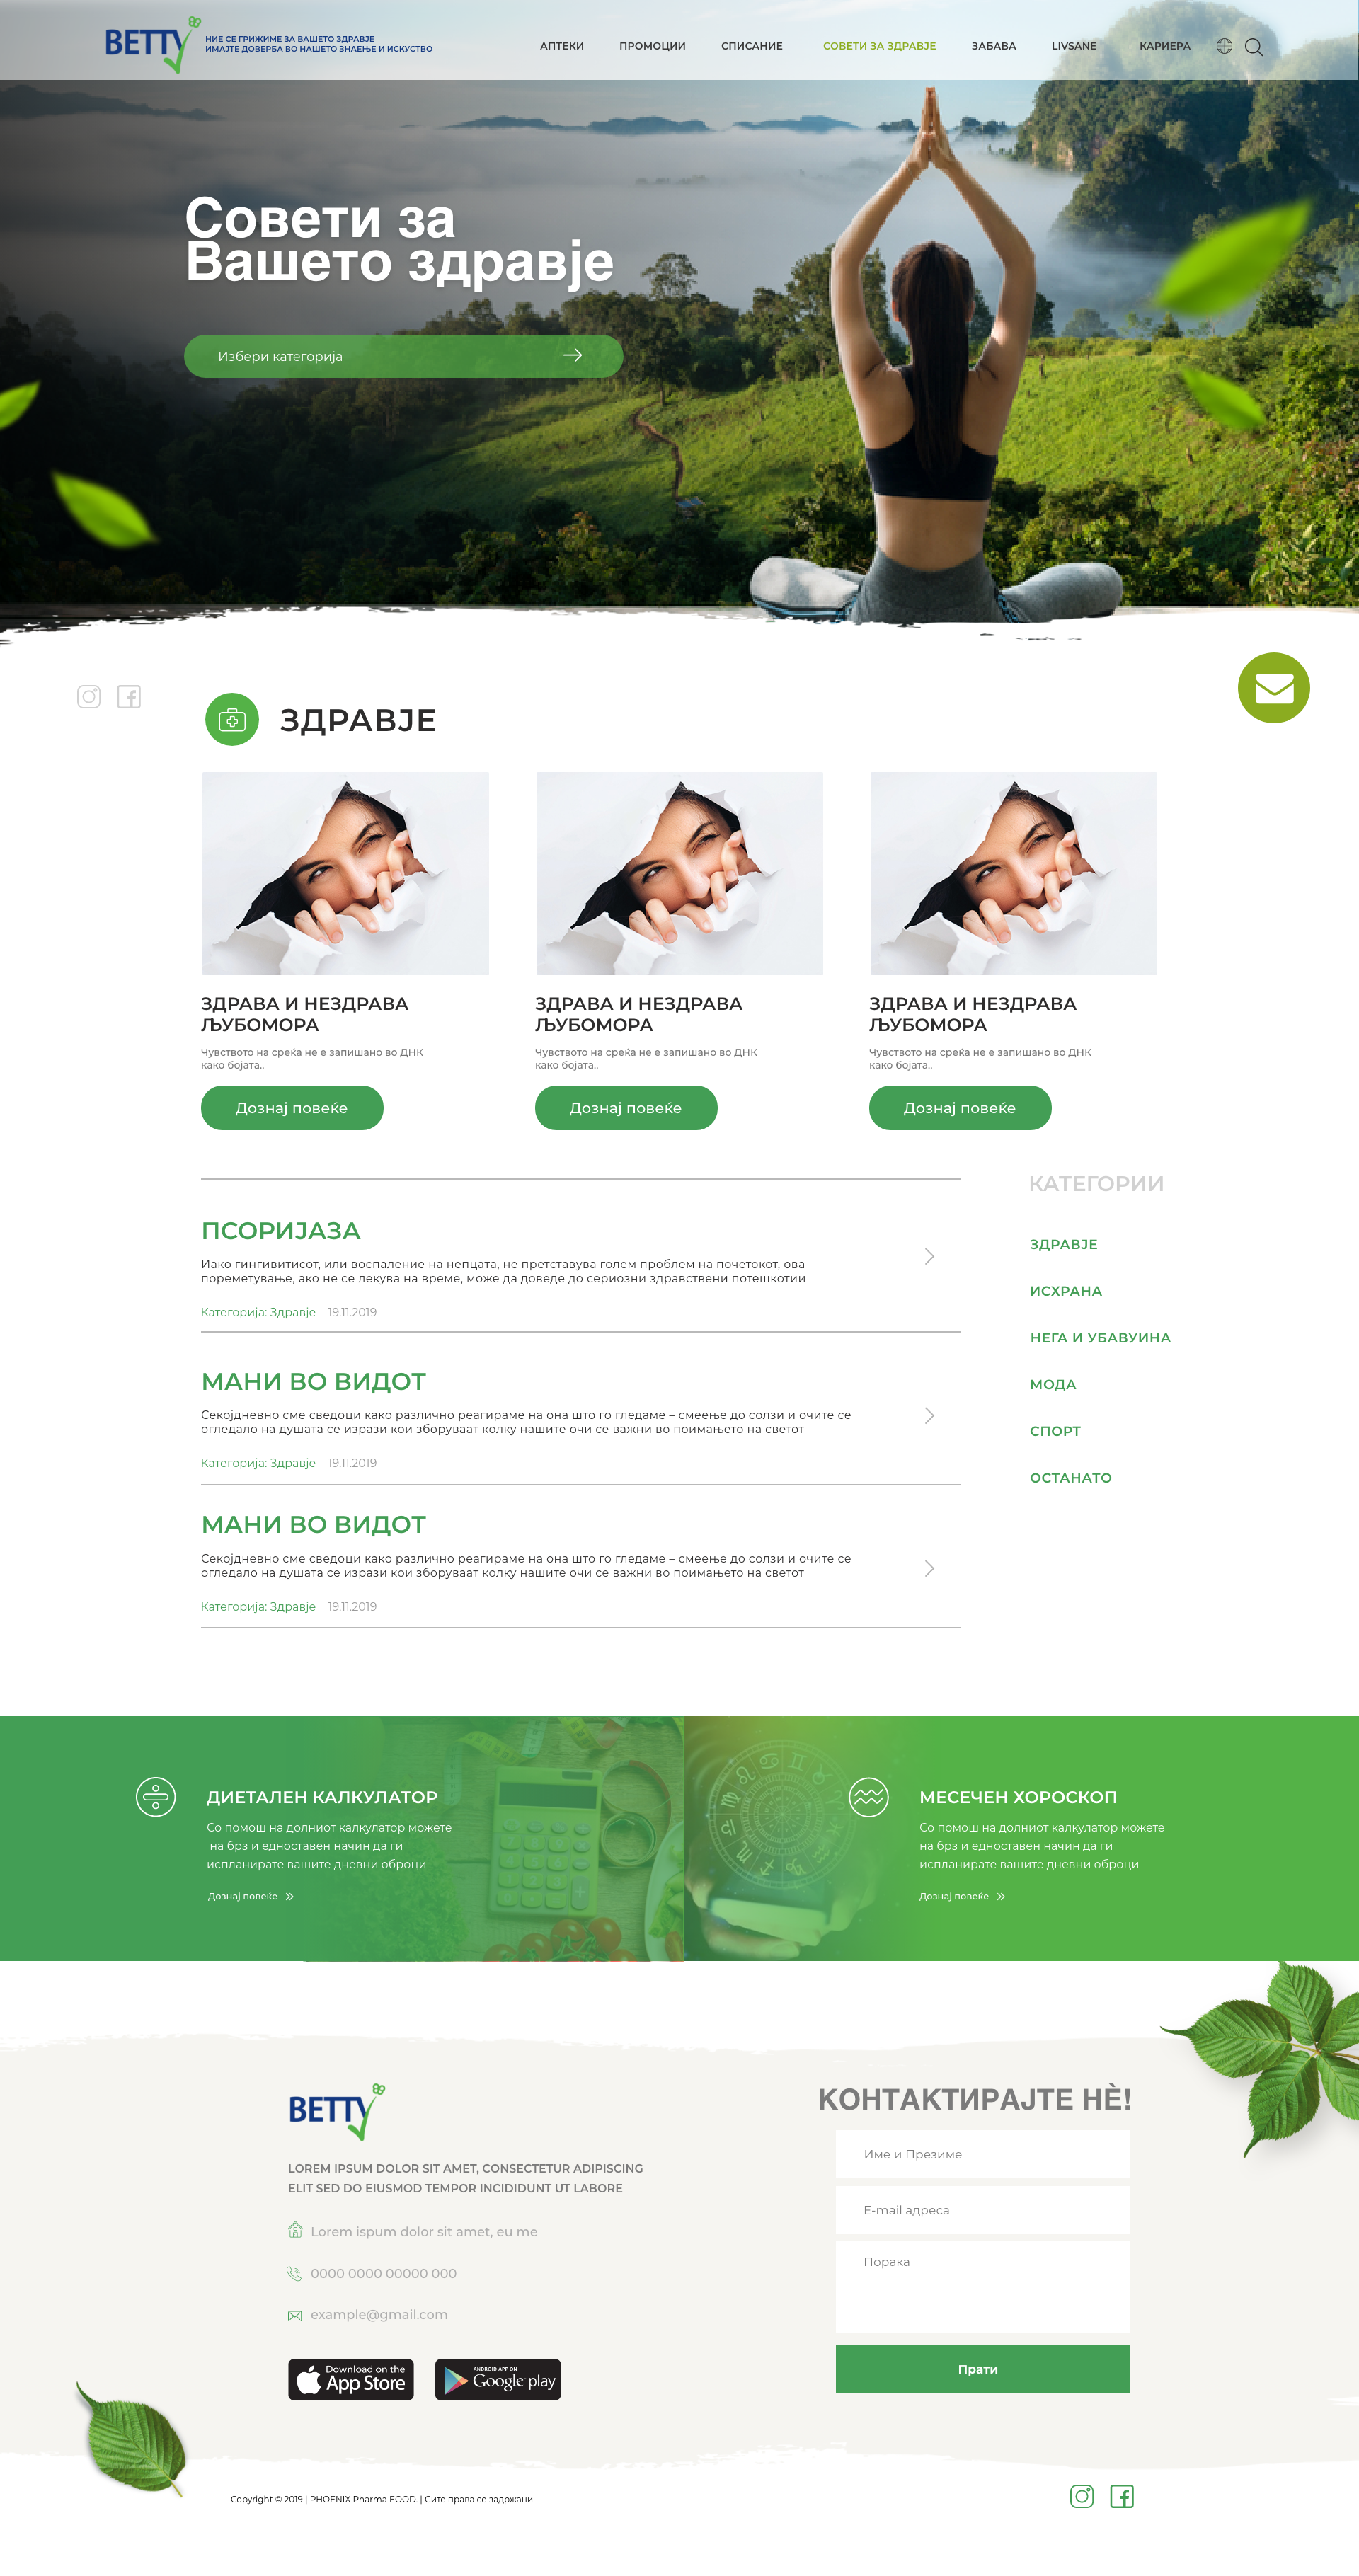 BETTY
НИЕ СЕ ГРИЖИМЕ ЗА ВАШЕТО ЗДРАВЈЕ
ИМАЈТЕ ДОВЕРБА ВО НАШЕТО ЗНАЕЊЕ И ИСКУСТВО
АПТЕКИ ПРОМОЦИИ СПИСАНИЕ СОВЕТИ ЗА ЗДРАВЈЕ ЗАБАВА LIVSANE КАРИЕРА
Совети за
Вашето здравје
Избери категорија
ЗДРАВЈЕ
ЗДРАВА И НЕЗДРАВА
ЉУБОМОРА
Чувството на среќа не е запишано во ДНК
како бојата..
Дознај повеќе
ЗДРАВА И НЕЗДРАВА
ЉУБОМОРА
Чувството на среќа не е запишано во ДНК
како бојата..
Дознај повеќе
ЗДРАВА И НЕЗДРАВА
ЉУБОМОРА
Чувството на среќа не е запишано во ДНК
како бојата..
Дознај повеќе
ПСОРИЈАЗА
Иако гингивитисот, или воспаление на непцата, не претставува голем проблем на почетокот, ова
пореметување, ако не се лекува на време, може да доведе до сериозни здравствени потешкотии
Категорија: Здравје 19.11.2019
МАНИ ВО ВИДОТ
Секојдневно сме сведоци како различно реагираме на она што го гледаме – смеење до солзи и очите се
огледало на душата се изрази кои зборуваат колку нашите очи се важни во поимањето на светот
Категорија: Здравје 19.11.2019
МАНИ ВО ВИДОТ
Секојдневно сме сведоци како различно реагираме на она што го гледаме – смеење до солзи и очите се
огледало на душата се изрази кои зборуваат колку нашите очи се важни во поимањето на светот
Категорија: Здравје 19.11.2019
КАТЕГОРИИ
ЗДРАВЈЕ
ИСХРАНА
НЕГА И УБАВУИНА
МОДА
СПОРТ
ОСТАНАТО
ДИЕТАЛЕН КАЛКУЛАТОР
Со помош на долниот калкулатор можете
на брз и едноставен начин да ги
испланирате вашите дневни оброци
Дознај повеќе
МЕСЕЧЕН ХОРОСКОП
Со помош на долниот калкулатор можете
на брз и едноставен начин да ги
испланирате вашите дневни оброци
Дознај повеќе
BETTY
LOREM IPSUM DOLOR SIT AMET, CONSECTETUR ADIPISCING
ELIT SED DO EIUSMOD TEMPOR INCIDIDUNT UT LABORE
Lorem ispum dolor sit amet, eu me
0000 0000 00000 000
example@gmail.com
Download on the
App Store
ANDROID APP ON
Google play
КОНТАКТИРАЈТЕ НЀ!
Име и Презиме
E-mail адреса
Порака
Прати
Copyright © 2019 | PHOENIX Pharma EOOD. | Сите права се задржани.